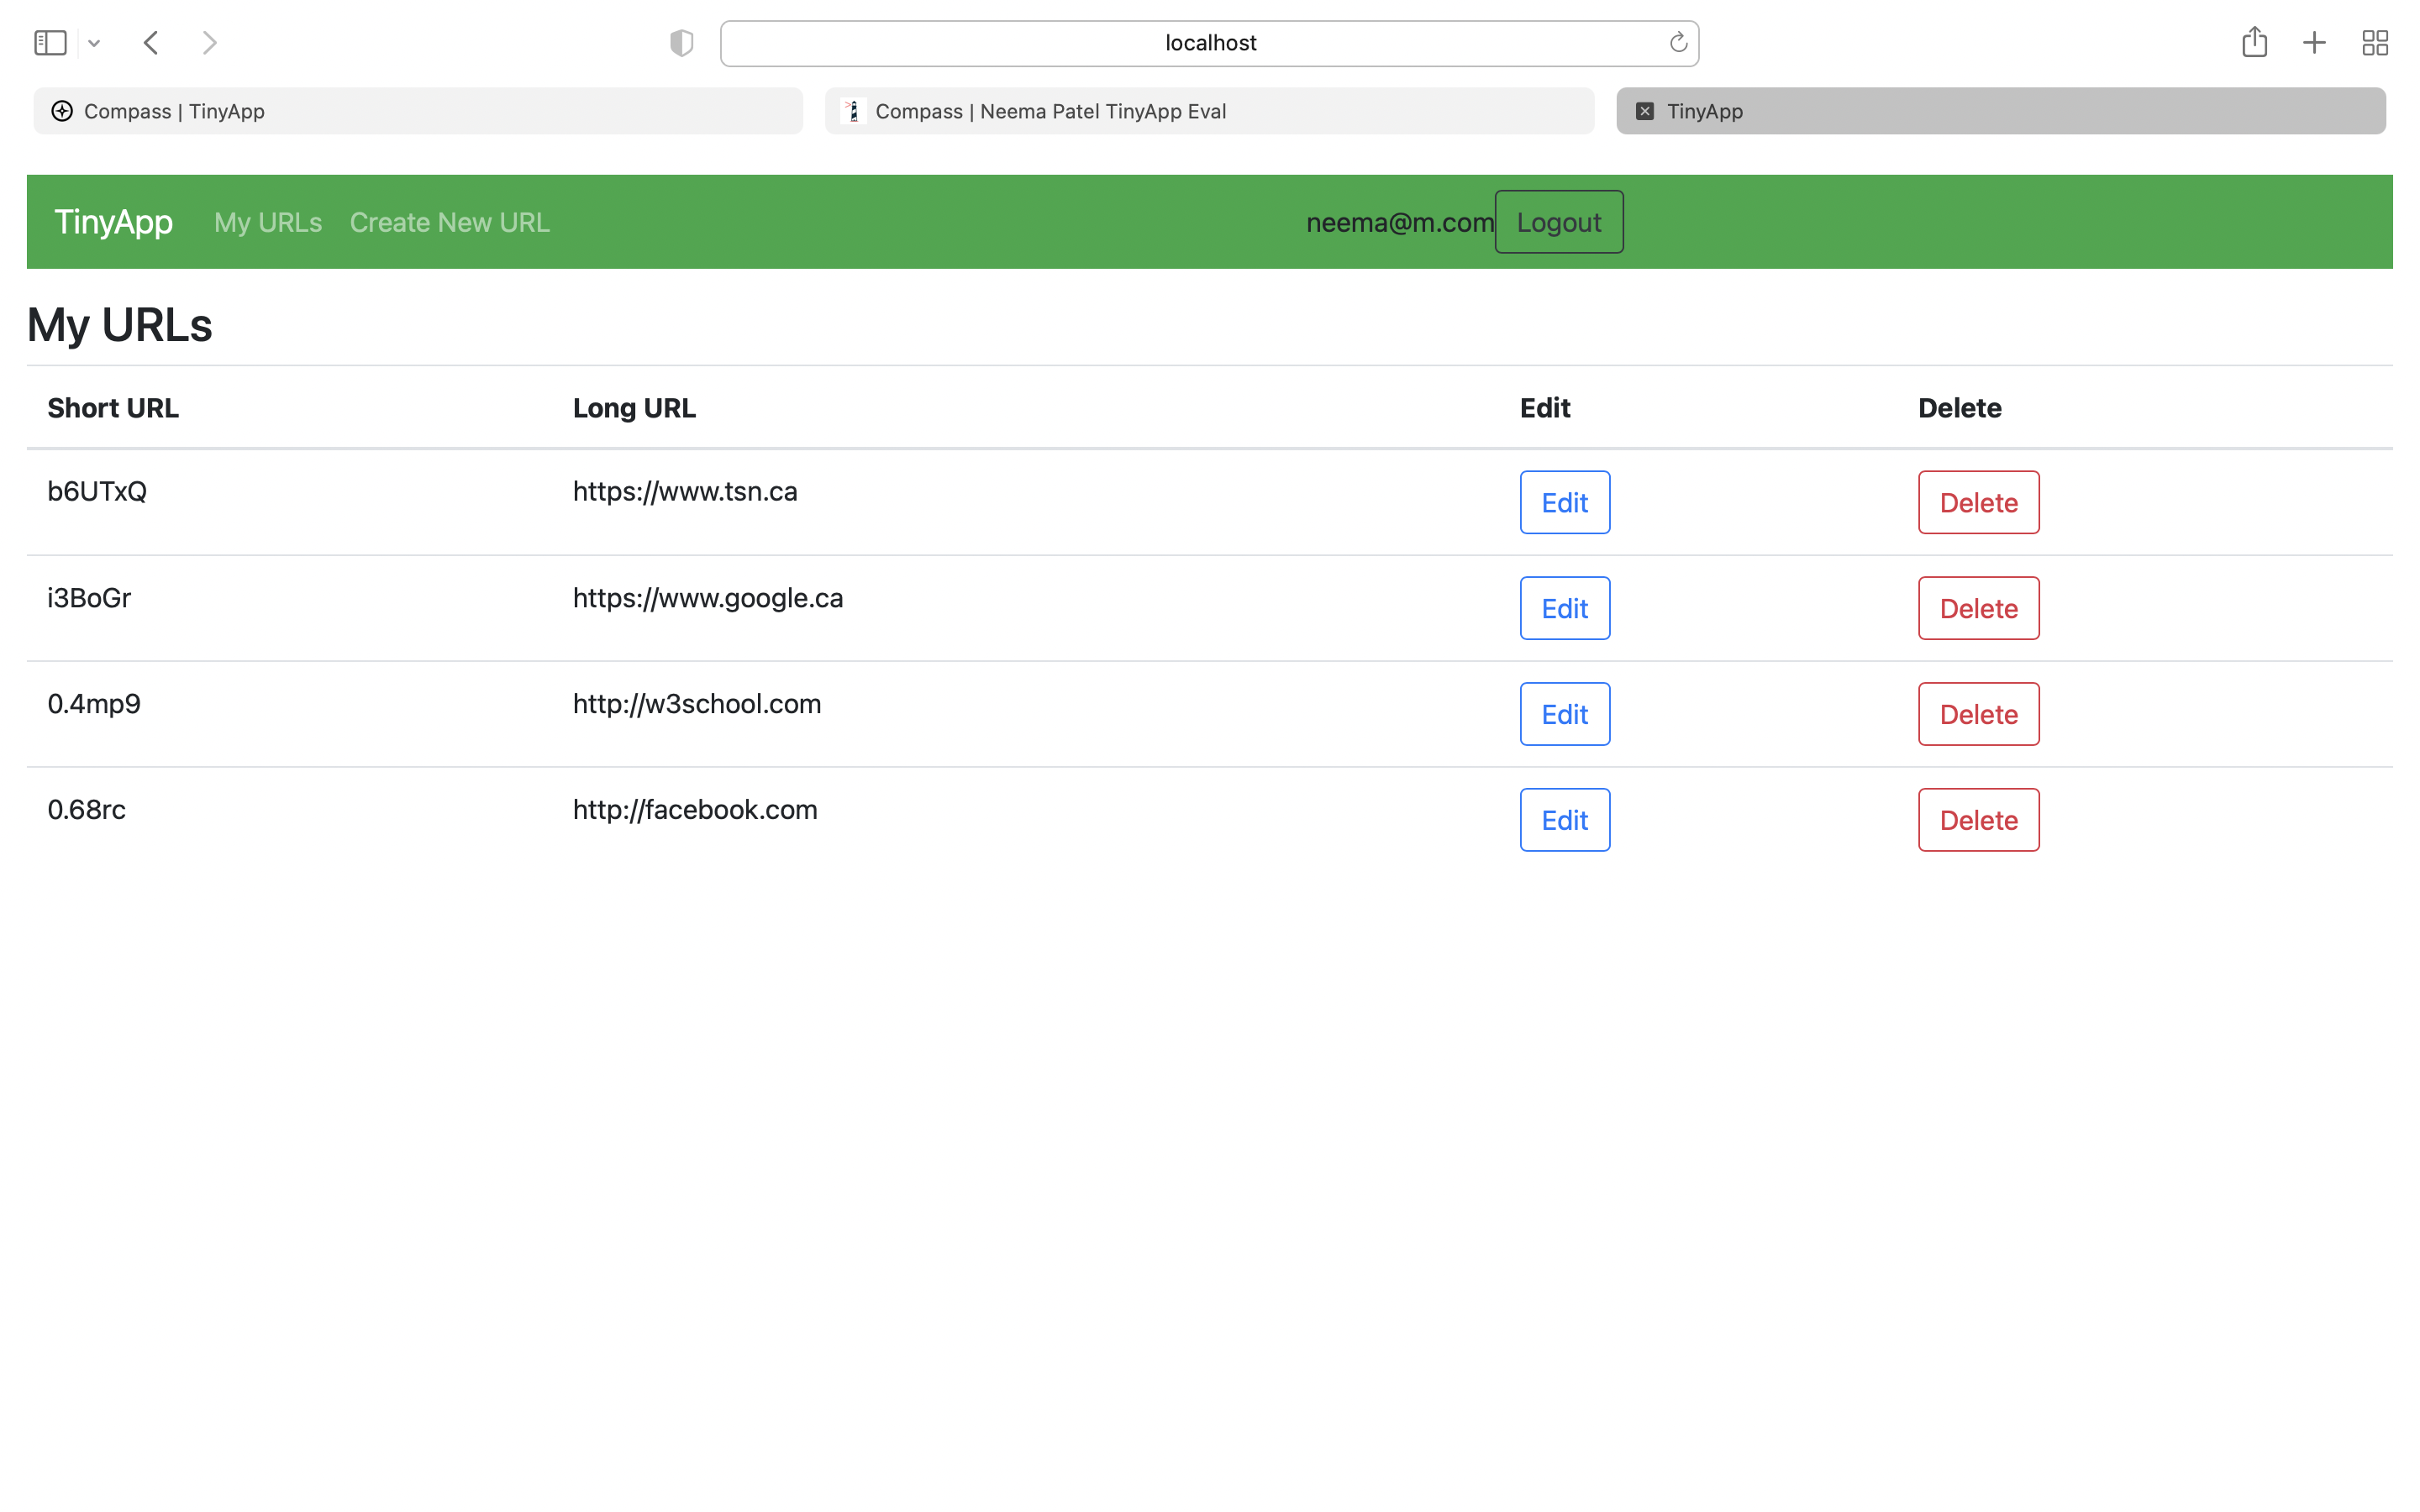 localhost
Compass | TinyApp
Compass | Neema Patel TinyApp Eval
TinyApp
TinyApp My URLs Create New URL neema@m.com Logout
My URLs
Short URL Long URL Edit Delete
b6UTxQ https://www.tsn.ca Edit Delete
i3BoGr https://www.google.ca Edit Delete
0.4mp9 http://w3school.com Edit Delete
0.68rc http://facebook.com Edit Delete